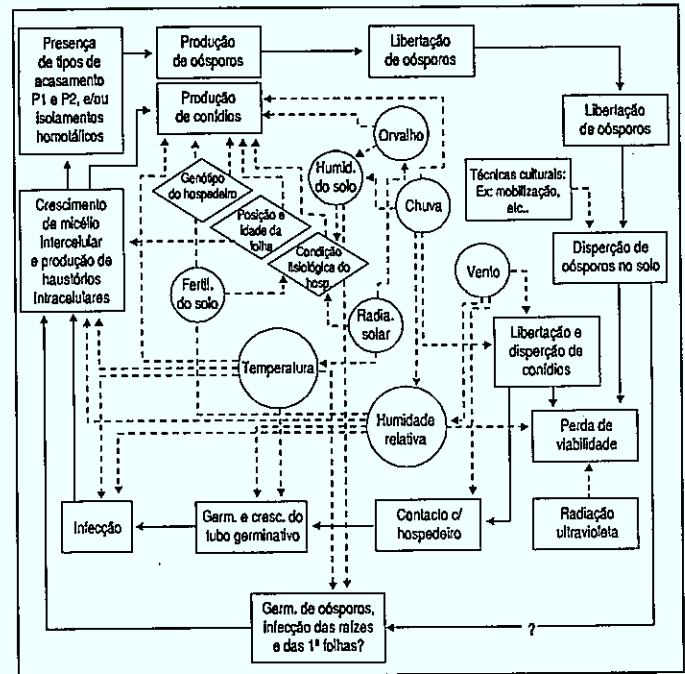 Presença
de tipos de
acasamento
P1 e P2, e/ou
isolamentos
homotálicos
Produção
de oósporos
Libertação
de oósporos
Libertação
de oósporos
Produção
de conídios
Orvalho
Humid.
do solo
Chuva
Técnicas culturais:
Ex: mobilização,
etc..
Genótipo
do hospedeiro
Posição e
idade da
folha
Condição
fisiológica do
hosp.
Crescimento
de micélio
intercelular
e produção de
haustórios
intracelulares
Fertil.
do solo
Radia.
solar
Vento
Disperção de
oósporos no solo
Libertação e
disperção de
conídios
Temperatura
Humidade
relativa
Perda de
viabilidade
Infecção
Germ. e cresc. do
tubo germinativo
Contacto c/
hospedeiro
Radiação
ultravioleta
Germ. de oósporos,
infecção das raízes
e das 1ª folhas?
?